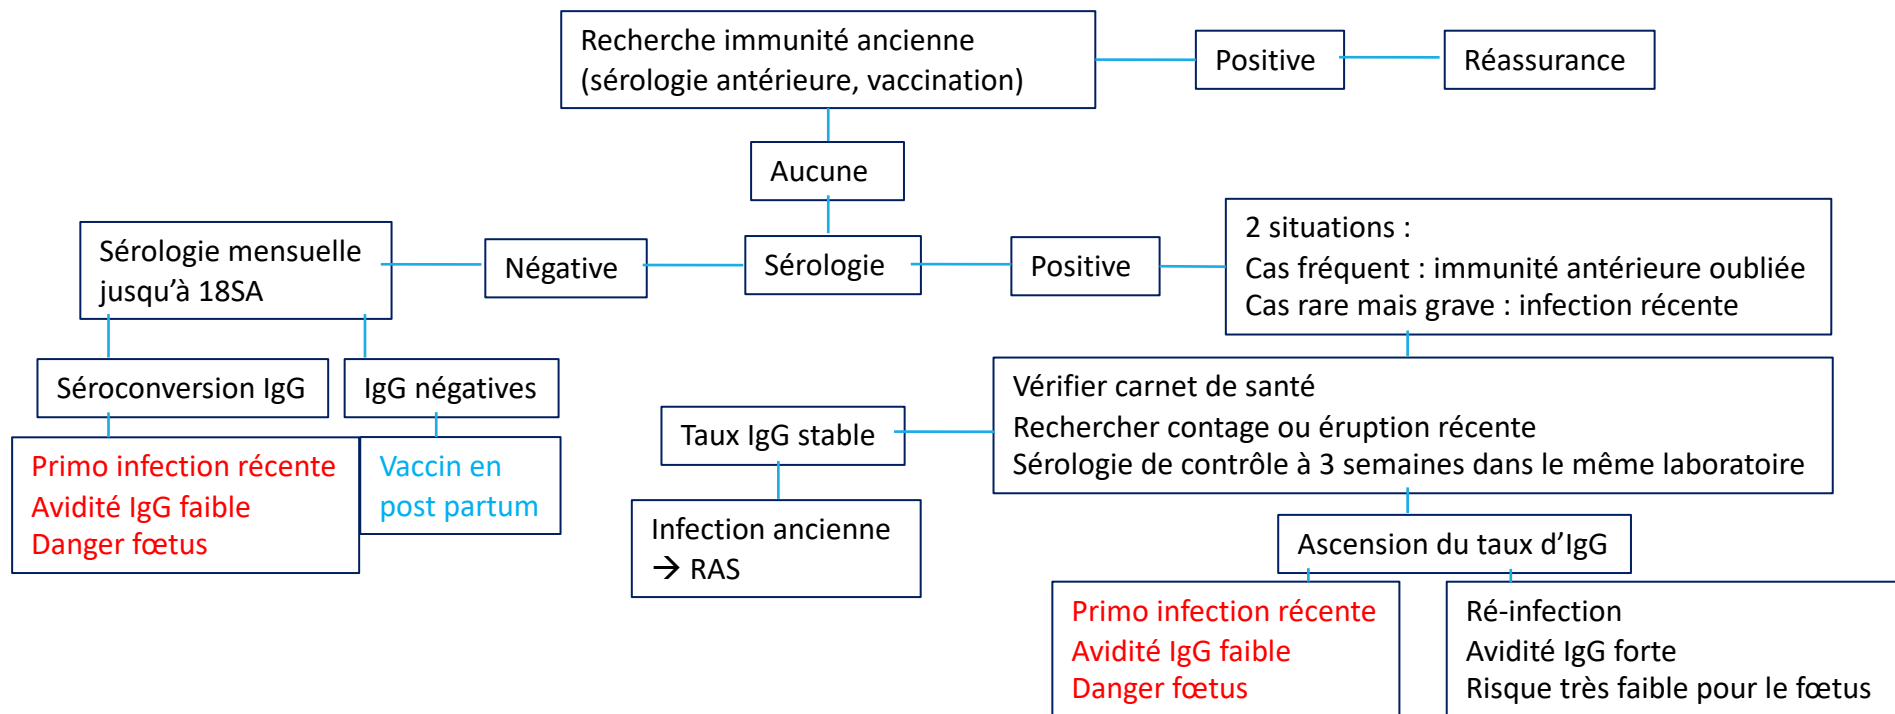 Recherche immunité ancienne
(sérologie antérieure, vaccination)
Positive
Réassurance
Aucune
Sérologie mensuelle
jusqu'à 18SA
Négative
Sérologie
Positive
2 situations :
Cas fréquent : immunité antérieure oubliée
Cas rare mais grave : infection récente
Séroconversion IgG
IgG négatives
Primo infection récente
Avidité IgG faible
Danger fœtus
Vaccin en
post partum
Taux IgG stable
Vérifier carnet de santé
Rechercher contage ou éruption récente
Sérologie de contrôle à 3 semaines dans le même laboratoire
Infection ancienne
→ RAS
Ascension du taux d'IgG
Primo infection récente
Avidité IgG faible
Danger fœtus
Ré-infection
Avidité IgG forte
Risque très faible pour le fœtus